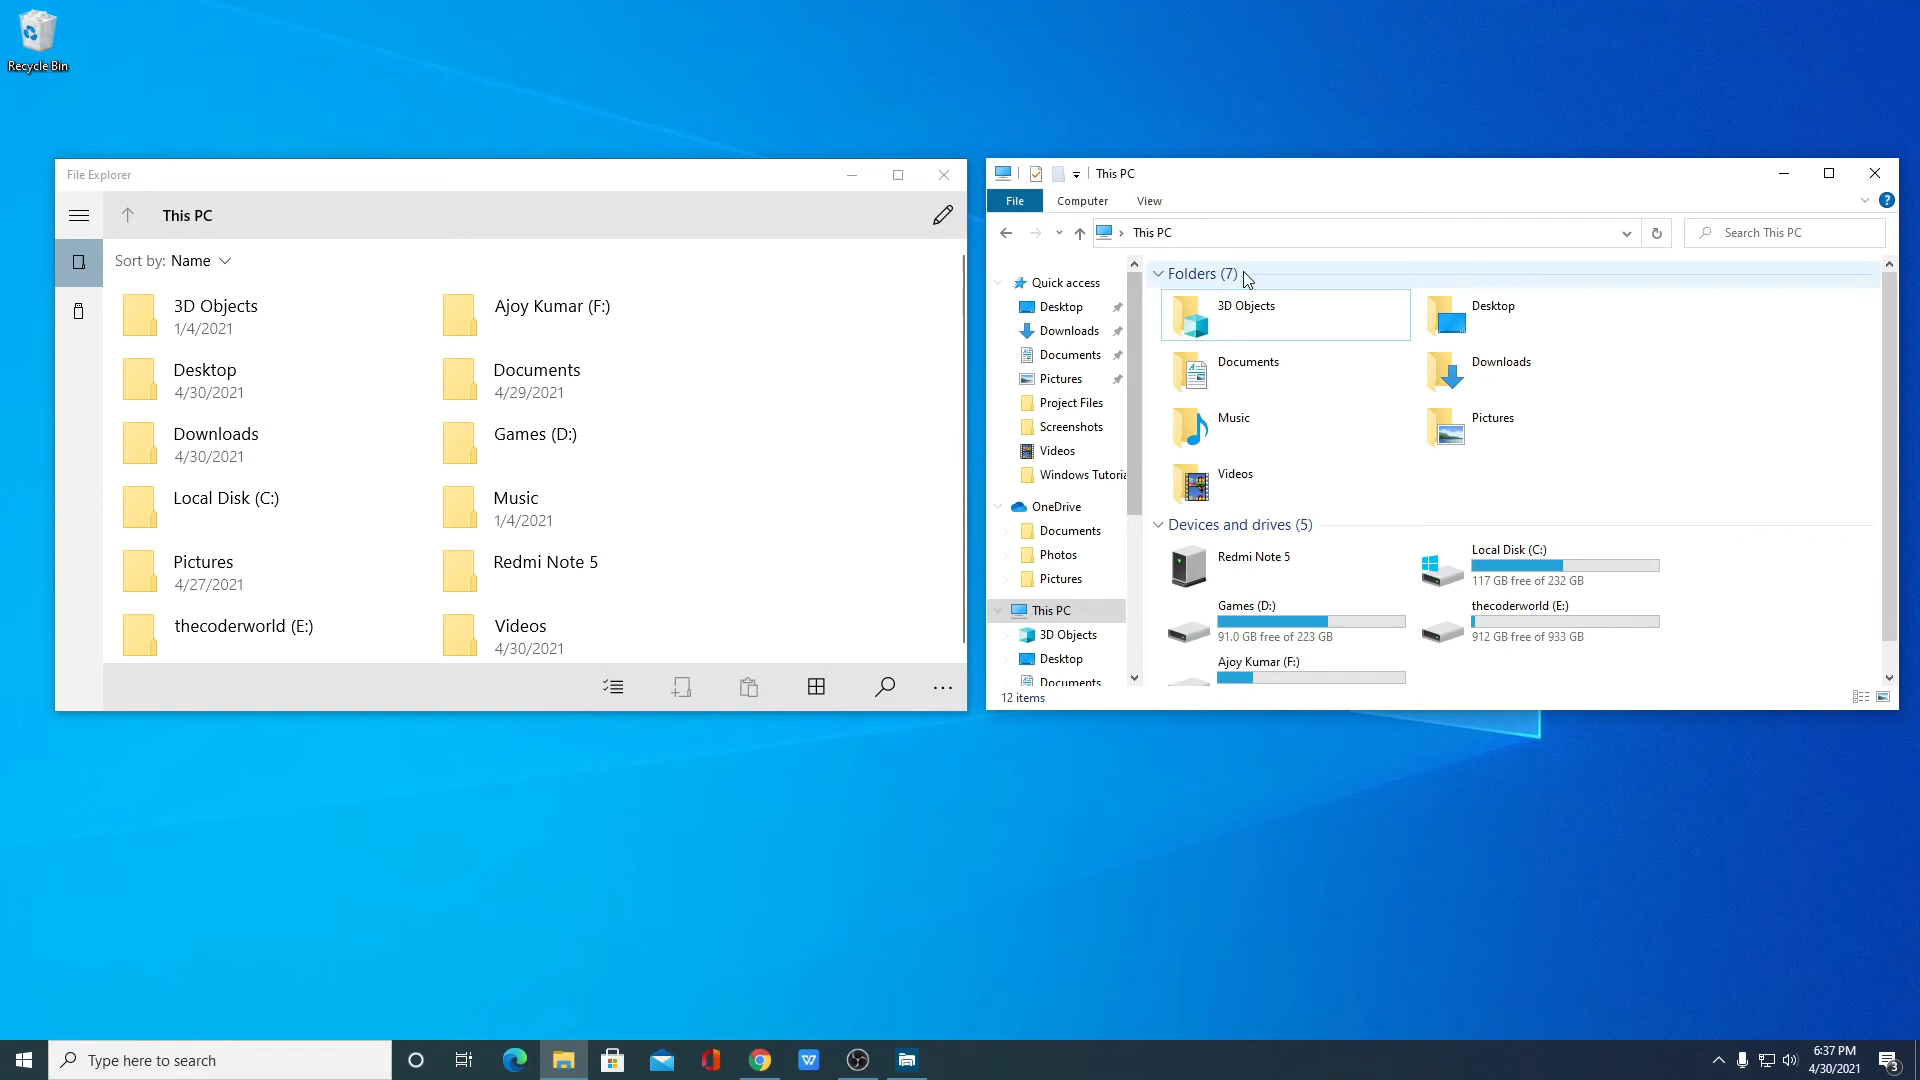 Recycle Bin
File Explorer
This PC
Sort by: Name
3D Objects
1/4/2021
Ajoy Kumar (F:)
Desktop
4/30/2021
Documents
4/29/2021
Downloads
4/30/2021
Games (D:)
Local Disk (C:)
Music
1/4/2021
Pictures
4/27/2021
Redmi Note 5
thecoderworld (E:)
Videos
4/30/2021
This PC
File
Computer
View
This PC
Search This PC
Quick access
Desktop
Downloads
Documents
Pictures
Project Files
Screenshots
Videos
Windows Tutoria
OneDrive
Documents
Photos
Pictures
This PC
3D Objects
Desktop
Documents
Folders (7)
3D Objects
Desktop
Documents
Downloads
Music
Pictures
Videos
Devices and drives (5)
Redmi Note 5
Local Disk (C:)
117 GB free of 232 GB
Games (D:)
91.0 GB free of 223 GB
thecoderworld (E:)
912 GB free of 933 GB
Ajoy Kumar (F:)
12 items
Type here to search
6:37 PM
4/30/2021
3